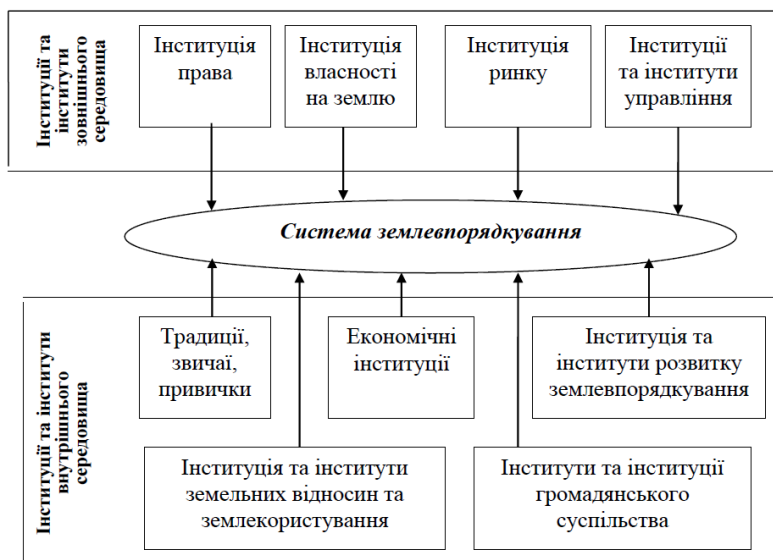 Інституції та
інститути
зовнішнього
середовища
Інституція
права
Інституція
власності
на землю
Інституція
ринку
Інституції
та інститути
управління
Система землевпорядкування
Інституції та інститути
внутрішнього
середовища
Традиції,
звичаї,
привички
Економічні
інституції
Інституція та
інститути розвитку
землевпорядкування
Інституція та інститути
земельних відносин та
землекористування
Інститути та інституції
громадянського
суспільства